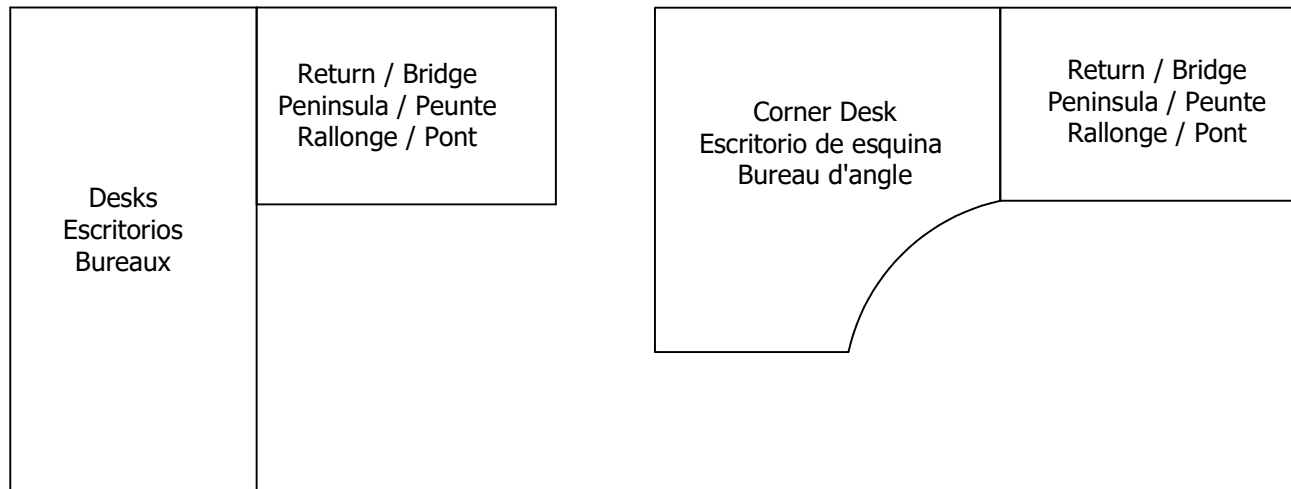 Return / Bridge
Peninsula / Peunte
Rallonge / Pont
Desks
Escritorios
Bureaux
Corner Desk
Escritorio de esquina
Bureau d'angle
Return / Bridge
Peninsula / Peunte
Rallonge / Pont